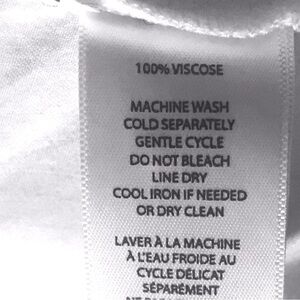 100% VISCOSE
MACHINE WASH
COLD SEPARATELY
GENTLE CYCLE
DO NOT BLEACH
LINE DRY
COOL IRON IF NEEDED
OR DRY CLEAN
LAVER À LA MACHINE
À L'EAU FROIDE AU
CYCLE DÉLICAT
SÉPARÉMENT